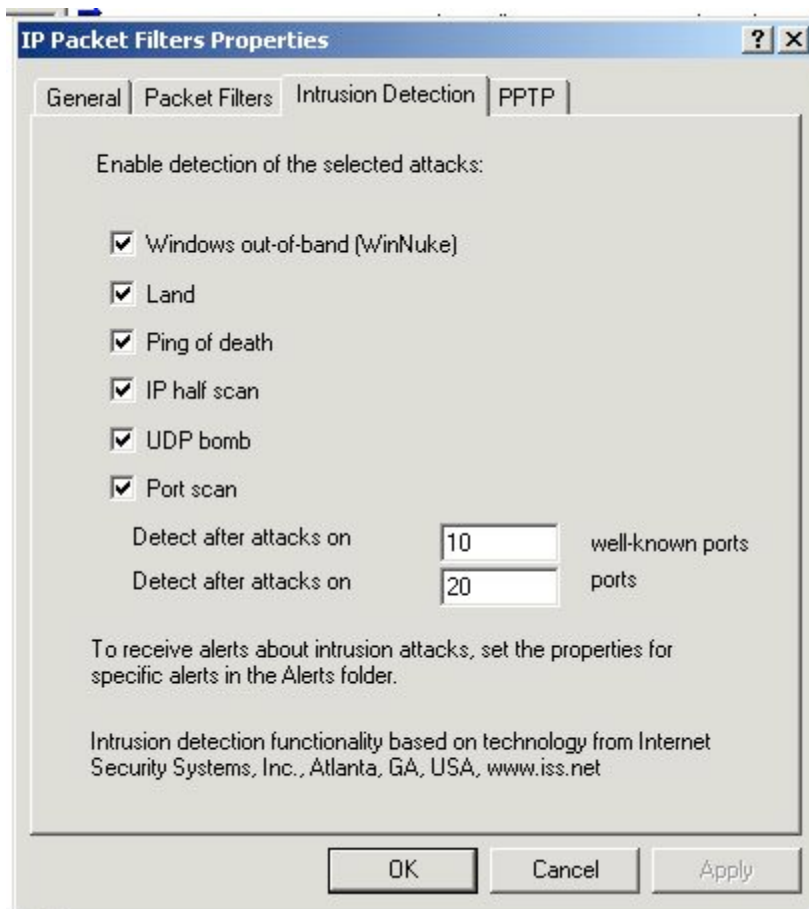 IP Packet Filters Properties
General Packet Filters Intrusion Detection PPTP
Enable detection of the selected attacks:
Windows out-of-band (WinNuke)
Land
Ping of death
IP half scan
UDP bomb
Port scan
Detect after attacks on 10 well-known ports
Detect after attacks on 20 ports
To receive alerts about intrusion attacks, set the properties for
specific alerts in the Alerts folder.
Intrusion detection functionality based on technology from Internet
Security Systems, Inc., Atlanta, GA, USA, www.iss.net
OK Cancel Apply